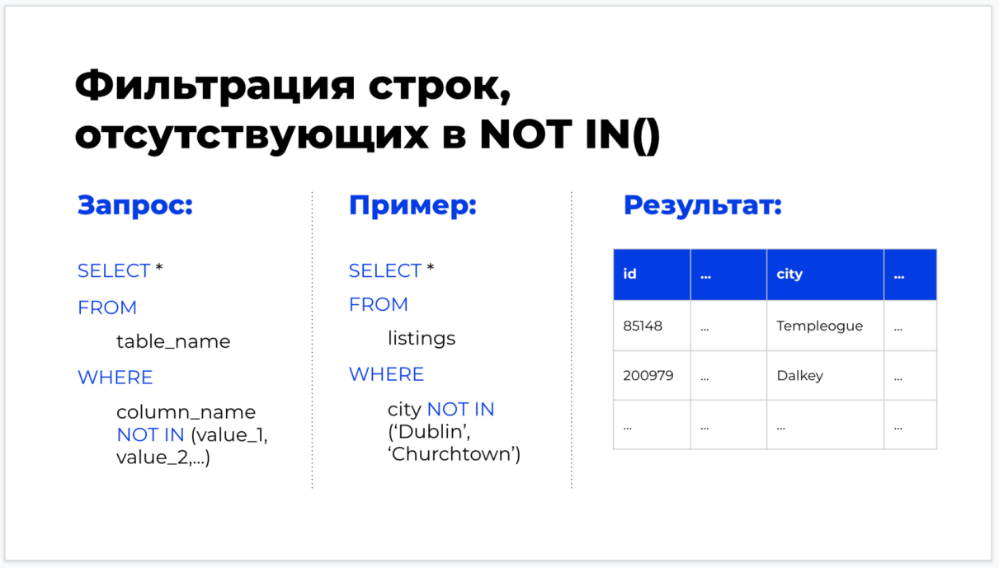 Фильтрация строк,
отсутствующих в NOT IN()
Запрос:
SELECT *
FROM
table_name
WHERE
column_name
NOT IN (value_1,
value_2,...)
Пример:
SELECT *
FROM
listings
WHERE
city NOT IN
(‘Dublin’,
‘Churchtown’)
Результат:
id ... city ...
85148 ... Templeogue ...
200979 ... Dalkey ...
... ... ... ...